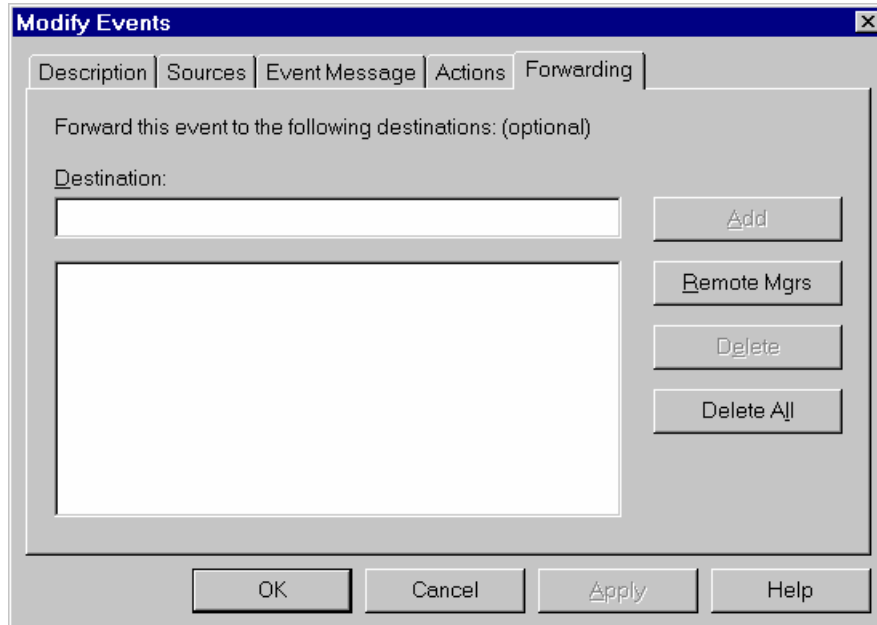 Modify Events
Description Sources Event Message Actions Forwarding
Forward this event to the following destinations: (optional)
Destination:
Add
Remote Mgrs
Delete
Delete All
OK Cancel Apply Help